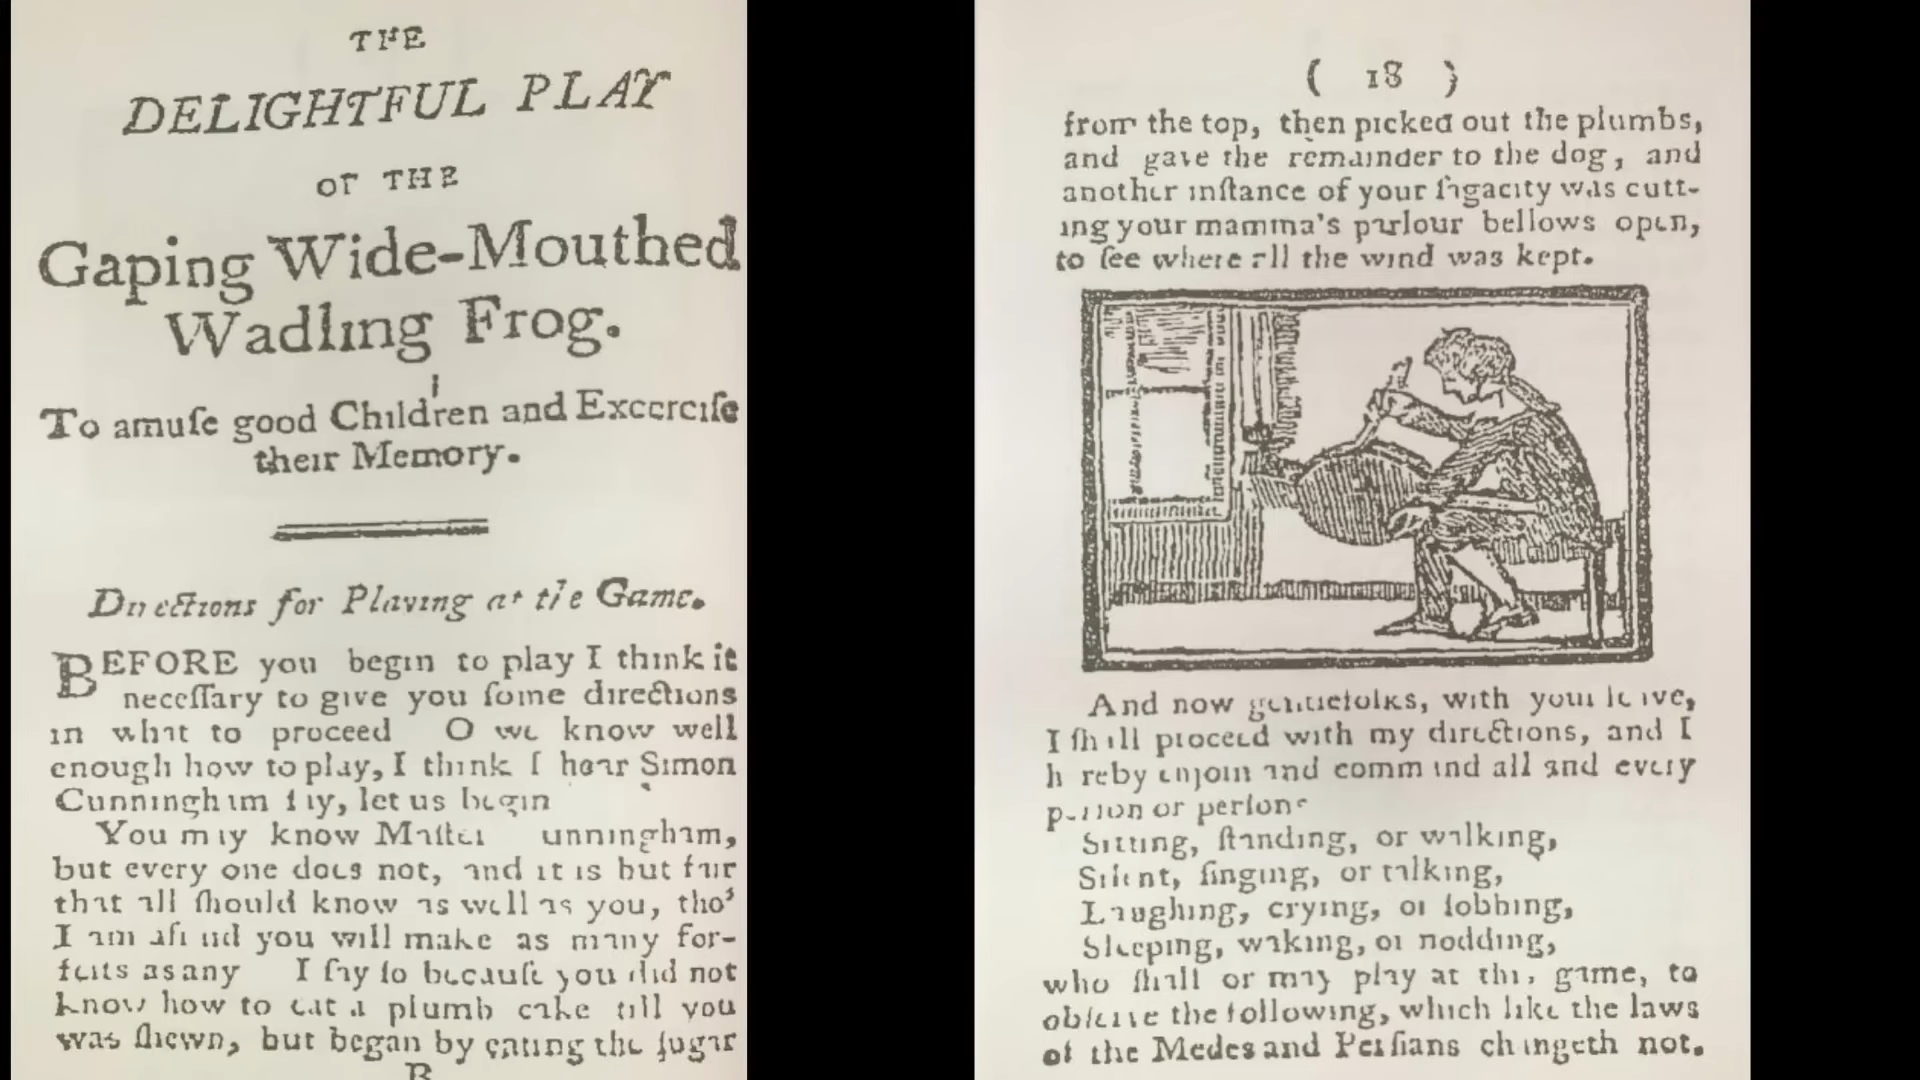 THE
DELIGHTFUL PLAY
OF THE
Gaping Wide-Mouthed
Wadling Frog.
To amuſe good Children and Excerciſe
their Memory.
Directions for Playing at the Game.
BEFORE you begin to play I think it
neceſſary to give you ſome directions
in what to proceed O we know well
enough how to play, I think I hear Simon
Cunningham ſay, let us begin
You may know Maſter unningham,
but every one does not, and it is but fair
that all ſhould know as well as you, tho'
I am afraid you will make as many for-
feits as any I ſay ſo becauſe you did not
know how to eat a plumb cake till you
was ſhewn, but began by eating the ſugar
B
( 18 )
from the top, then picked out the plumbs,
and gave the remainder to the dog, and
another inſtance of your ſagacity was cutt-
ing your mamma's parlour bellows open,
to ſee where all the wind was kept.
And now gentlefolks, with your leave,
I ſhall proceed with my directions, and I
hereby enjoin and command all and every
perſon or perſons
Sitting, ſtanding, or walking,
Silent, ſinging, or talking,
Laughing, crying, or ſobbing,
Sleeping, waking, or nodding,
who ſhall or may play at this game, to
obſerve the following, which like the laws
of the Medes and Perſians changeth not.